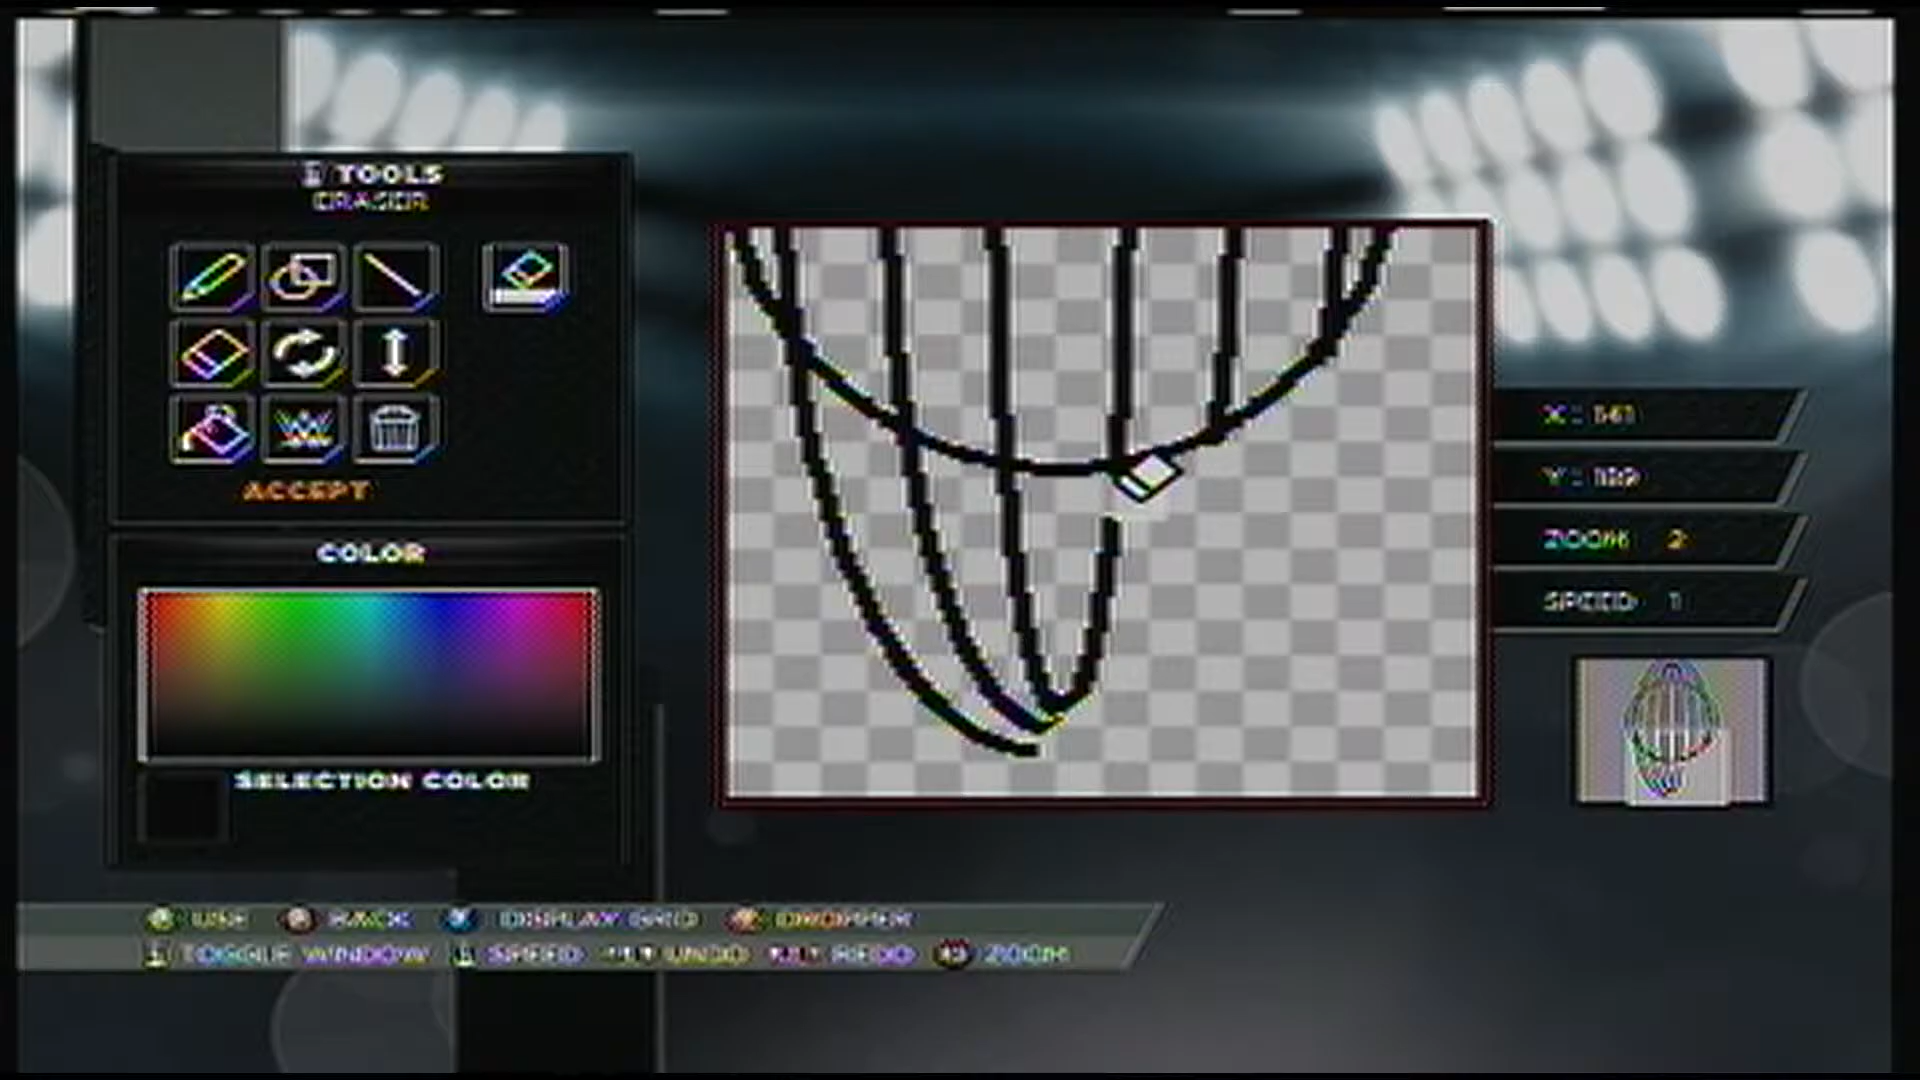 TOOLS
ERASER
ACCEPT
COLOR
SELECTION COLOR
X:
Y:
ZOOM 2
SPEED 1
USE BACK DISPLAY GRID DROPPER
TOGGLE WINDOW SPEED UNDO REDO ZOOM